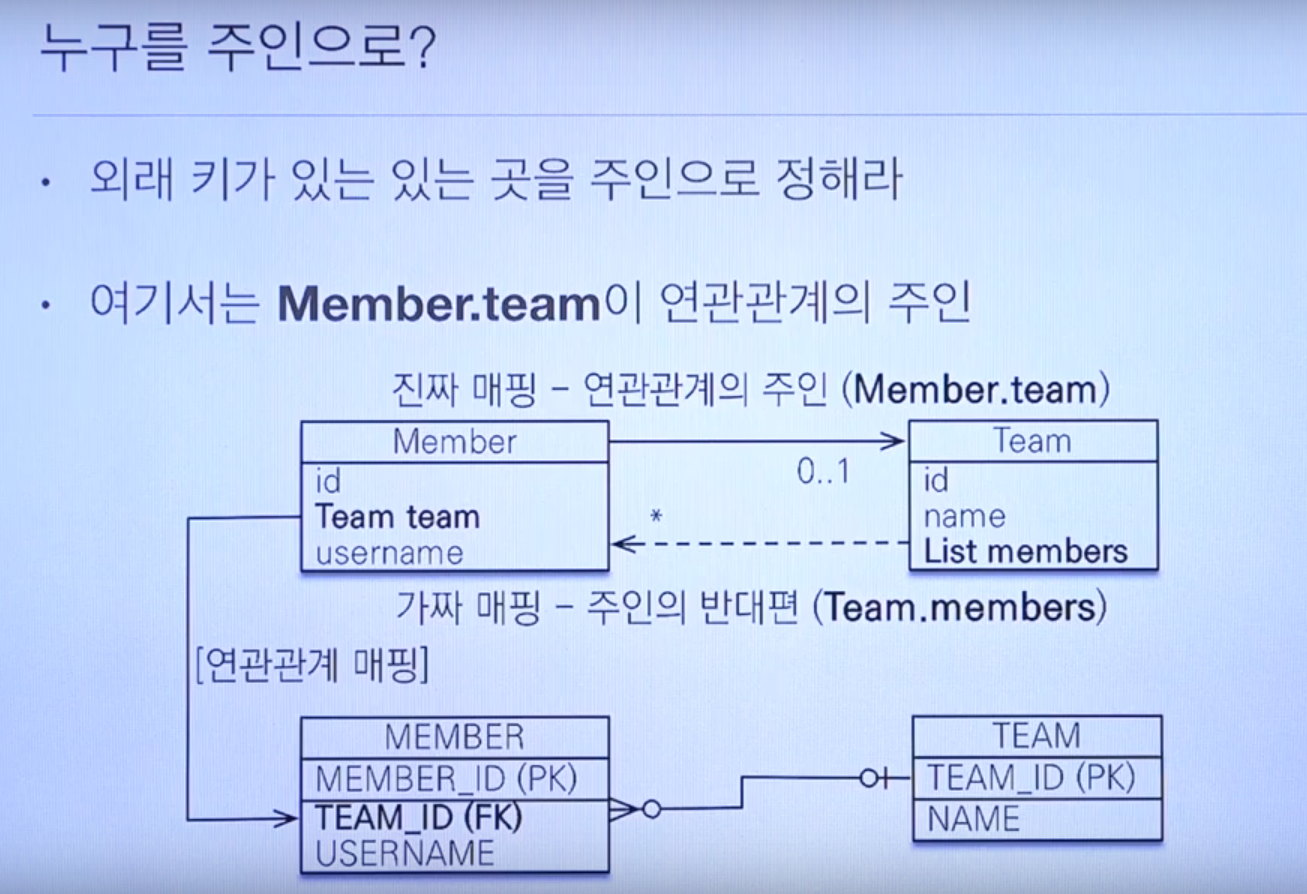 누구를 주인으로?
• 외래 키가 있는 있는 곳을 주인으로 정해라
• 여기서는 Member.team이 연관관계의 주인
진짜 매핑 – 연관관계의 주인 (Member.team)
Member
id
Team team
username
0..1
*
Team
id
name
List members
가짜 매핑 – 주인의 반대편 (Team.members)
[연관관계 매핑]
MEMBER
MEMBER_ID (PK)
TEAM_ID (FK)
USERNAME
TEAM
TEAM_ID (PK)
NAME